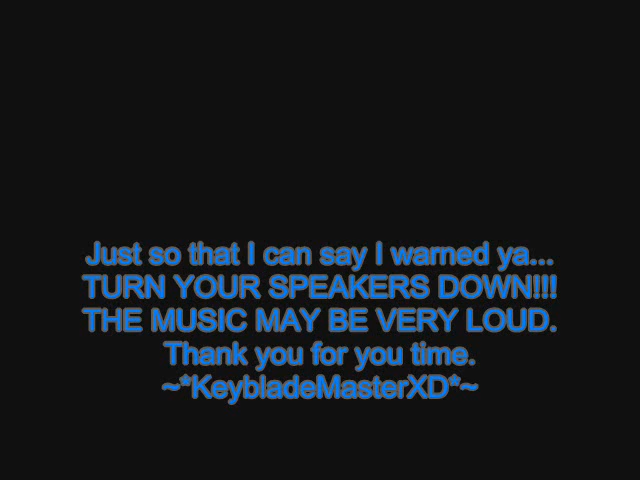 Just so that I can say I warned ya...
TURN YOUR SPEAKERS DOWN!!!
THE MUSIC MAY BE VERY LOUD.
Thank you for you time.
~*KeybladeMasterXD*~